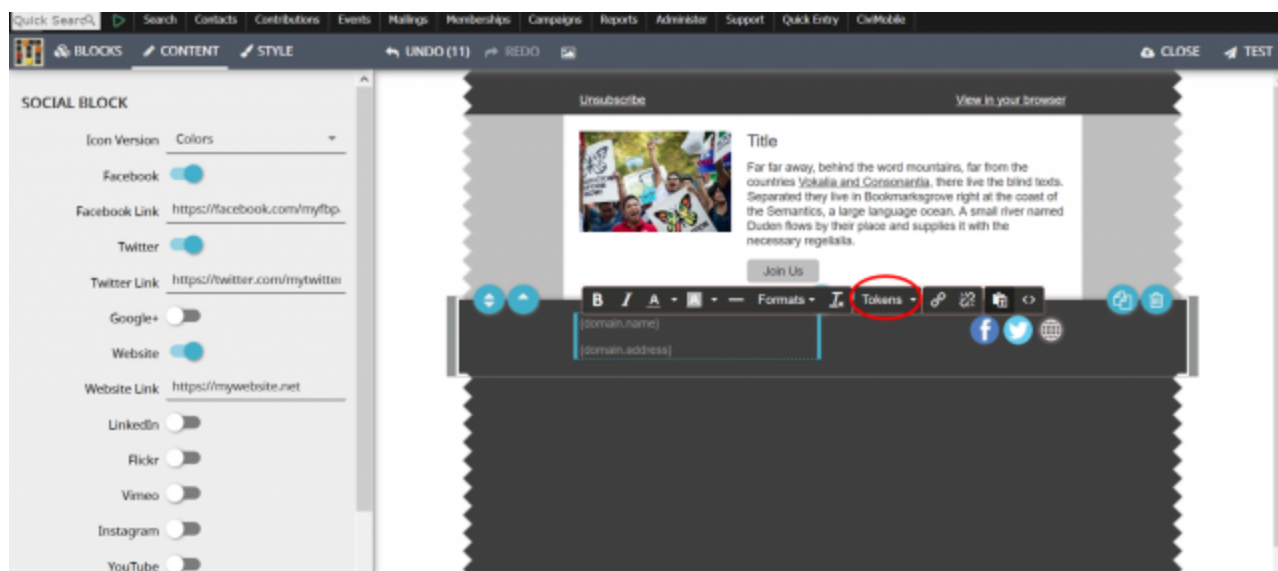 Quick Search
Search Contacts Contributions Events Mailings Memberships Campaigns Reports Administer Support Quick Entry CiviMobile
BLOCKS CONTENT STYLE UNDO (11) REDO CLOSE TEST
SOCIAL BLOCK
Icon Version Colors
Facebook
Facebook Link https://facebook.com/myfbp
Twitter
Twitter Link https://twitter.com/mytwitter
Google+
Website
Website Link https://mywebsite.net
LinkedIn
Flickr
Vimeo
Instagram
YouTube
Unsubscribe View in your browser
Title
Far far away, behind the word mountains, far from the
countries Vokalia and Consonantia, there live the blind texts.
Separated they live in Bookmarksgrove right at the coast of
the Semantics, a large language ocean. A small river named
Duden flows by their place and supplies it with the
necessary regelialia.
Join Us
B I A A Formats Tx Tokens
{domain.name}
{domain.address}